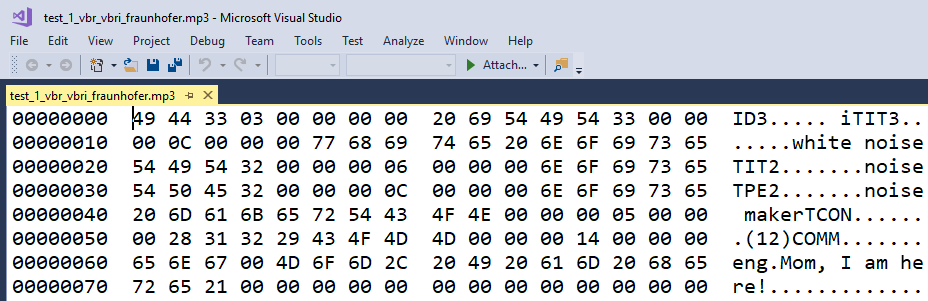 test_1_vbr_vbri_fraunhofer.mp3 - Microsoft Visual Studio
File Edit View Project Debug Team Tools Test Analyze Window Help
Attach...
test_1_vbr_vbri_fraunhofer.mp3
00000000 49 44 33 03 00 00 00 00 20 69 54 49 54 33 00 00 ID3..... iTIT3..
00000010 00 0C 00 00 00 77 68 69 74 65 20 6E 6F 69 73 65 .....white noise
00000020 54 49 54 32 00 00 00 06 00 00 00 6E 6F 69 73 65 TIT2.......noise
00000030 54 50 45 32 00 00 00 0C 00 00 00 6E 6F 69 73 65 TPE2.......noise
00000040 20 6D 61 6B 65 72 54 43 4F 4E 00 00 00 05 00 00 makerTCON......
00000050 00 28 31 32 29 43 4F 4D 4D 00 00 00 14 00 00 00 .(12)COMM.......
00000060 65 6E 67 00 4D 6F 6D 2C 20 49 20 61 6D 20 68 65 eng.Mom, I am he
00000070 72 65 21 00 00 00 00 00 00 00 00 00 00 00 00 00 re!.............